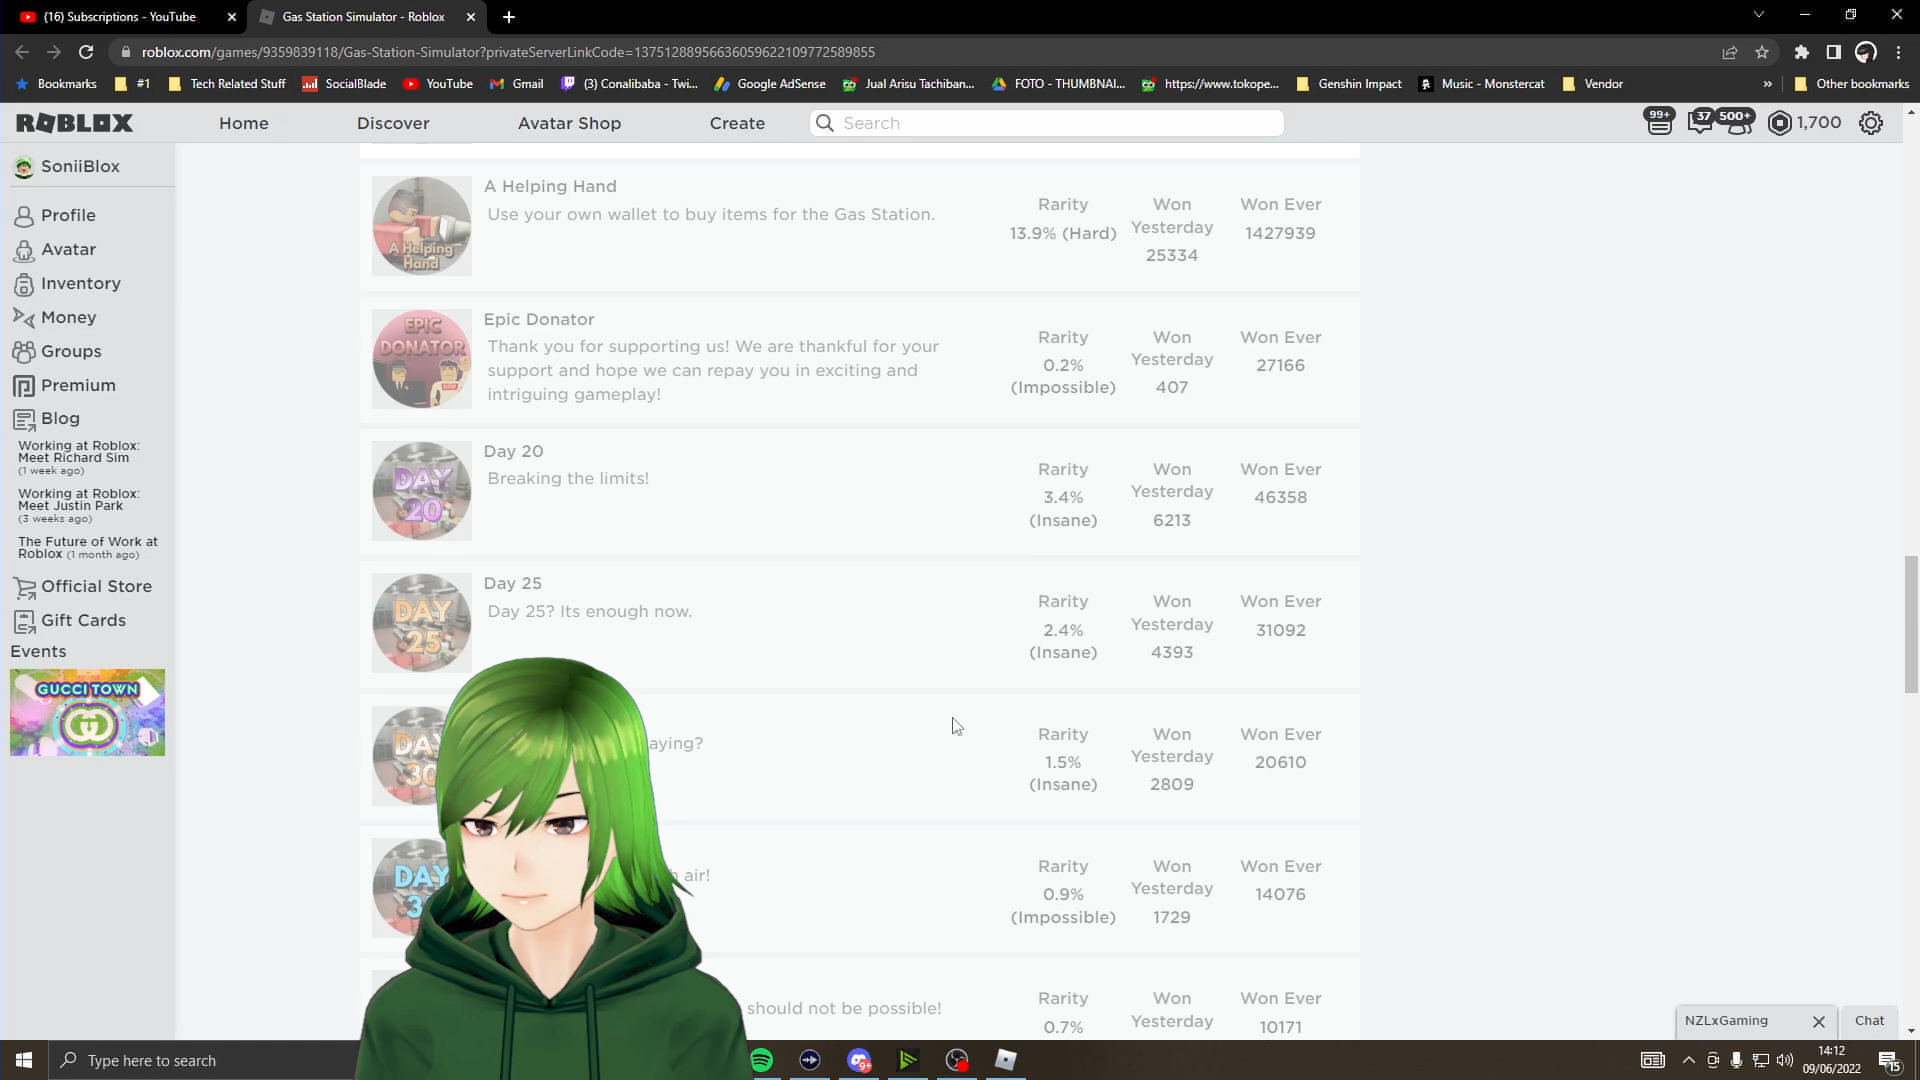 (16) Subscriptions - YouTube
Gas Station Simulator - Roblox
roblox.com/games/9359839118/Gas-Station-Simulator?privateServerLinkCode=13751288956636059622109772589855
Bookmarks #1 Tech Related Stuff SocialBlade YouTube Gmail (3) Conalibaba - Twi... Google AdSense Jual Arisu Tachiban... FOTO - THUMBNAI... https://www.tokope... Genshin Impact Music - Monstercat Vendor » Other bookmarks
ROBLOX Home Discover Avatar Shop Create Search 99+ 37 500+ 1,700
SoniiBlox
Profile
Avatar
Inventory
Money
Groups
Premium
Blog
Working at Roblox:
Meet Richard Sim
(1 week ago)
Working at Roblox:
Meet Justin Park
(3 weeks ago)
The Future of Work at
Roblox (1 month ago)
Official Store
Gift Cards
Events
GUCCI TOWN
A Helping
Hand
A Helping Hand
Use your own wallet to buy items for the Gas Station.
Rarity
13.9% (Hard)
Won
Yesterday
25334
Won Ever
1427939
EPIC
DONATOR
Epic Donator
Thank you for supporting us! We are thankful for your
support and hope we can repay you in exciting and
intriguing gameplay!
Rarity
0.2%
(Impossible)
Won
Yesterday
407
Won Ever
27166
DAY
20
Day 20
Breaking the limits!
Rarity
3.4%
(Insane)
Won
Yesterday
6213
Won Ever
46358
DAY
25
Day 25
Day 25? Its enough now.
Rarity
2.4%
(Insane)
Won
Yesterday
4393
Won Ever
31092
DAY
30
aying?
Rarity
1.5%
(Insane)
Won
Yesterday
2809
Won Ever
20610
DAY
3
air!
Rarity
0.9%
(Impossible)
Won
Yesterday
1729
Won Ever
14076
should not be possible!
Rarity
0.7%
Won
Yesterday
Won Ever
10171
NZLxGaming
Chat
Type here to search
9+
14:12
09/06/2022
15